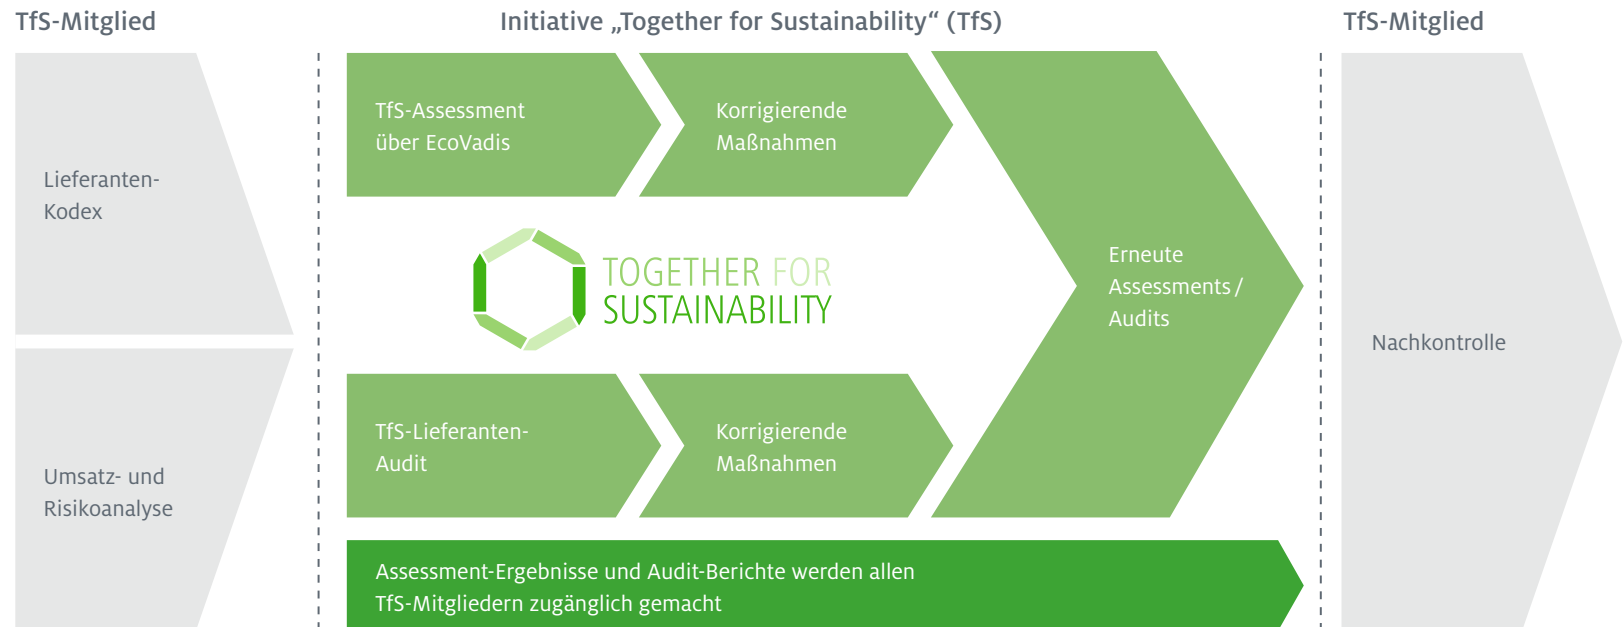 TfS-Mitglied
Initiative „Together for Sustainability“ (TfS)
TfS-Mitglied
Lieferanten-
Kodex
Umsatz- und
Risikoanalyse
TfS-Assessment
über EcoVadis
Korrigierende
Maßnahmen
TOGETHER FOR
SUSTAINABILITY
TfS-Lieferanten-
Audit
Korrigierende
Maßnahmen
Erneute
Assessments /
Audits
Assessment-Ergebnisse und Audit-Berichte werden allen
TfS-Mitgliedern zugänglich gemacht
Nachkontrolle